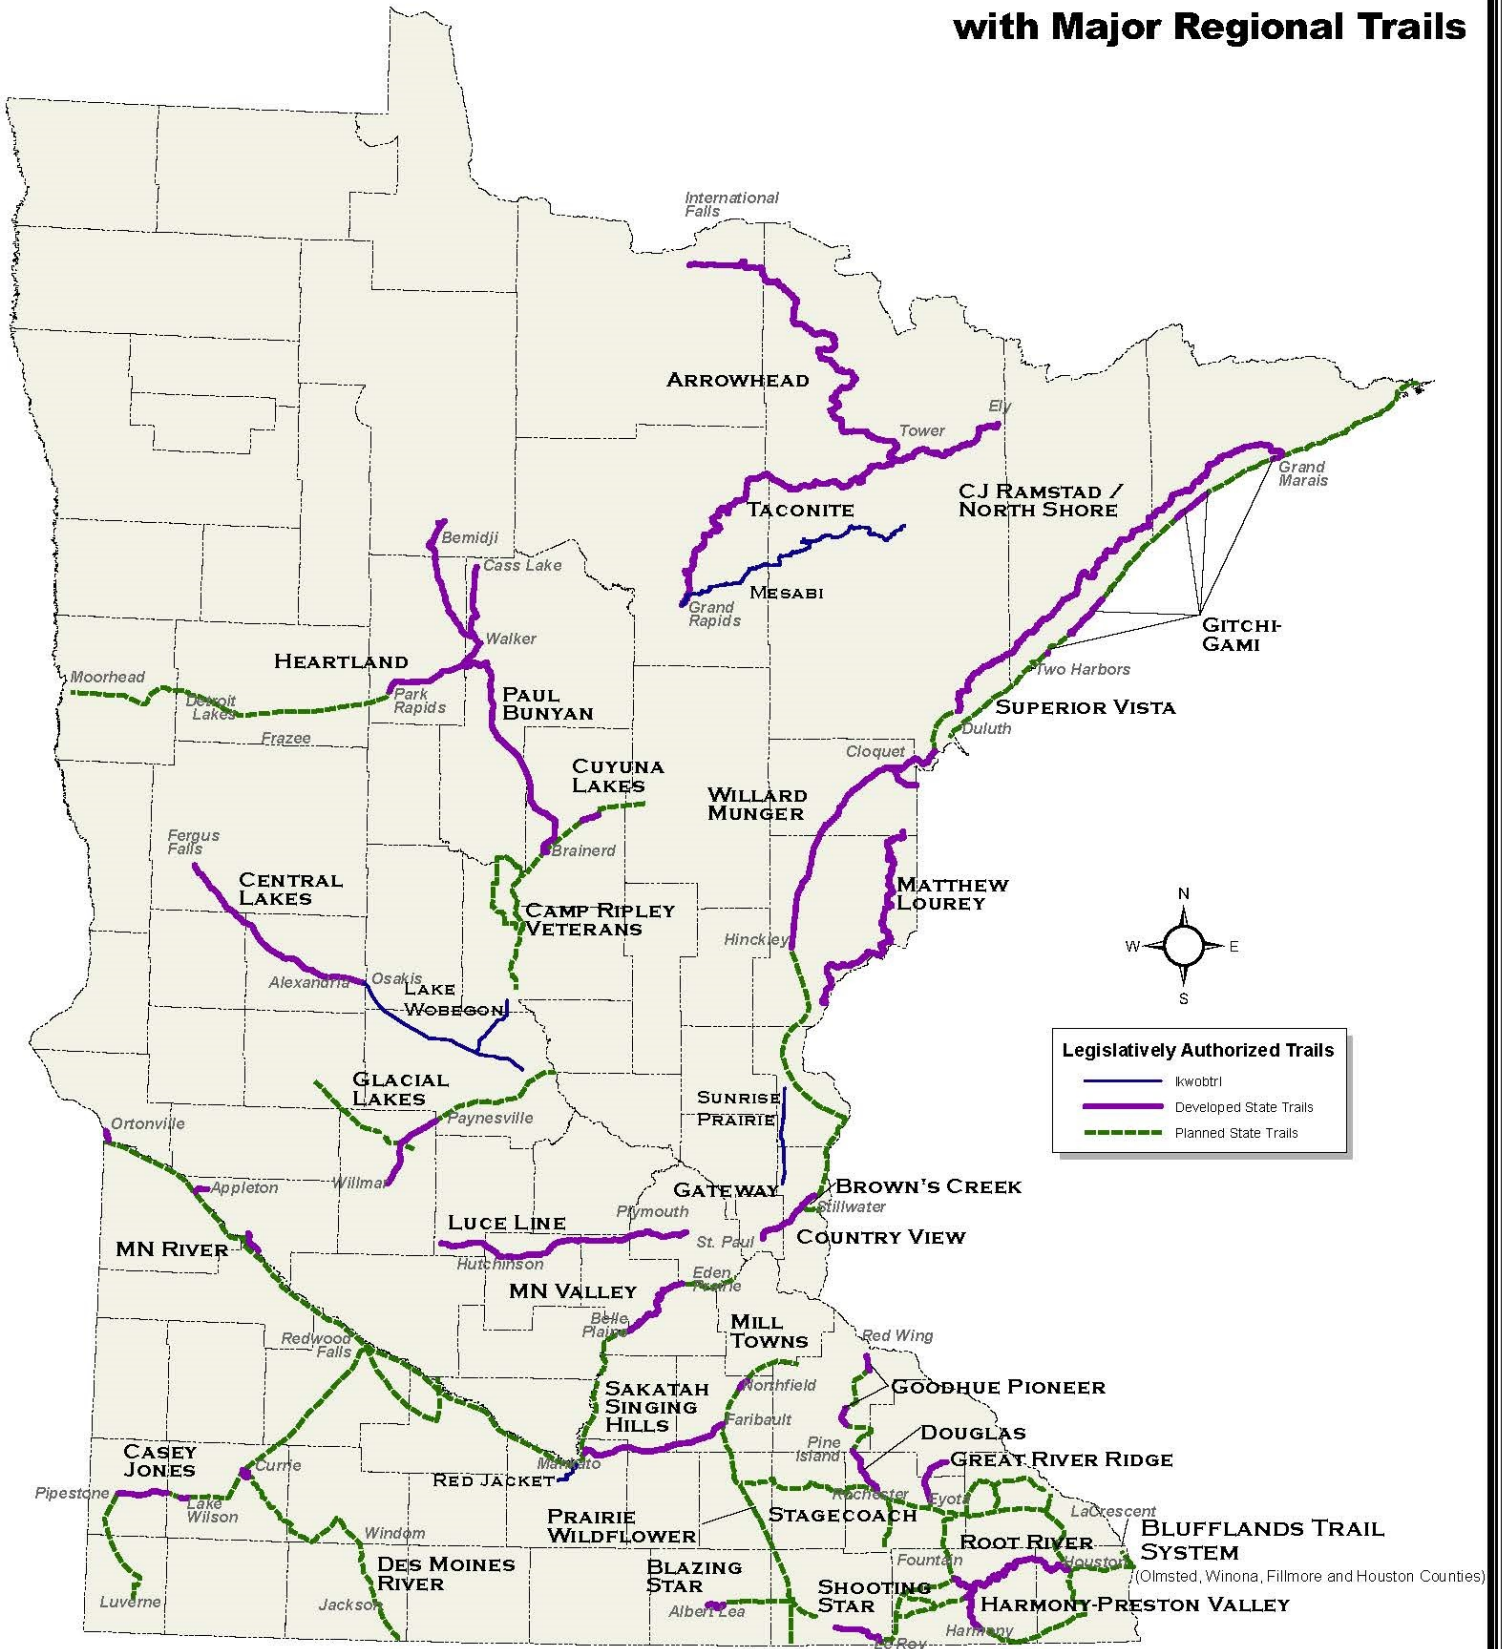 with Major Regional Trails
International
Falls
ARROWHEAD
Ely
Tower
CJ RAMSTAD /
NORTH SHORE
Grand
Marais
TACONITE
Bemidji
Cass Lake
MESABI
Grand
Rapids
GITCHI-
GAMI
Walker
HEARTLAND
Moorhead
Two Harbors
Detroit
Lakes
Park
Rapids
PAUL
BUNYAN
SUPERIOR VISTA
Duluth
Frazee
Cloquet
CUYUNA
LAKES
WILLARD
MUNGER
Fergus
Falls
Brainerd
CENTRAL
LAKES
MATTHEW
LOUREY
N
W
E
S
CAMP RIPLEY
VETERANS
Hinckley
Alexandria
Osakis
LAKE
WOBEGON
Legislatively Authorized Trails
lkwobtrl
Developed State Trails
Planned State Trails
GLACIAL
LAKES
SUNRISE
PRAIRIE
Paynesville
Ortonville
Willmar
Appleton
GATEWAY
BROWN'S CREEK
Stillwater
Plymouth
LUCE LINE
St. Paul
COUNTRY VIEW
MN RIVER
Hutchinson
Eden
Prairie
MN VALLEY
Belle
Plaine
MILL
TOWNS
Red Wing
Redwood
Falls
Northfield
GOODHUE PIONEER
SAKATAH
SINGING
HILLS
Faribault
DOUGLAS
Pine
Island
GREAT RIVER RIDGE
CASEY
JONES
Currie
Mankato
RED JACKET
Pipestone
Lake
Wilson
Rochester
Eyota
LaCrescent
PRAIRIE
WILDFLOWER
STAGECOACH
Windom
ROOT RIVER
BLUFFLANDS TRAIL
SYSTEM
(Olmsted, Winona, Fillmore and Houston Counties)
Fountain
Houston
DES MOINES
RIVER
BLAZING
STAR
SHOOTING
STAR
HARMONY-PRESTON VALLEY
Luverne
Jackson
Albert Lea
Harmony
LeRoy